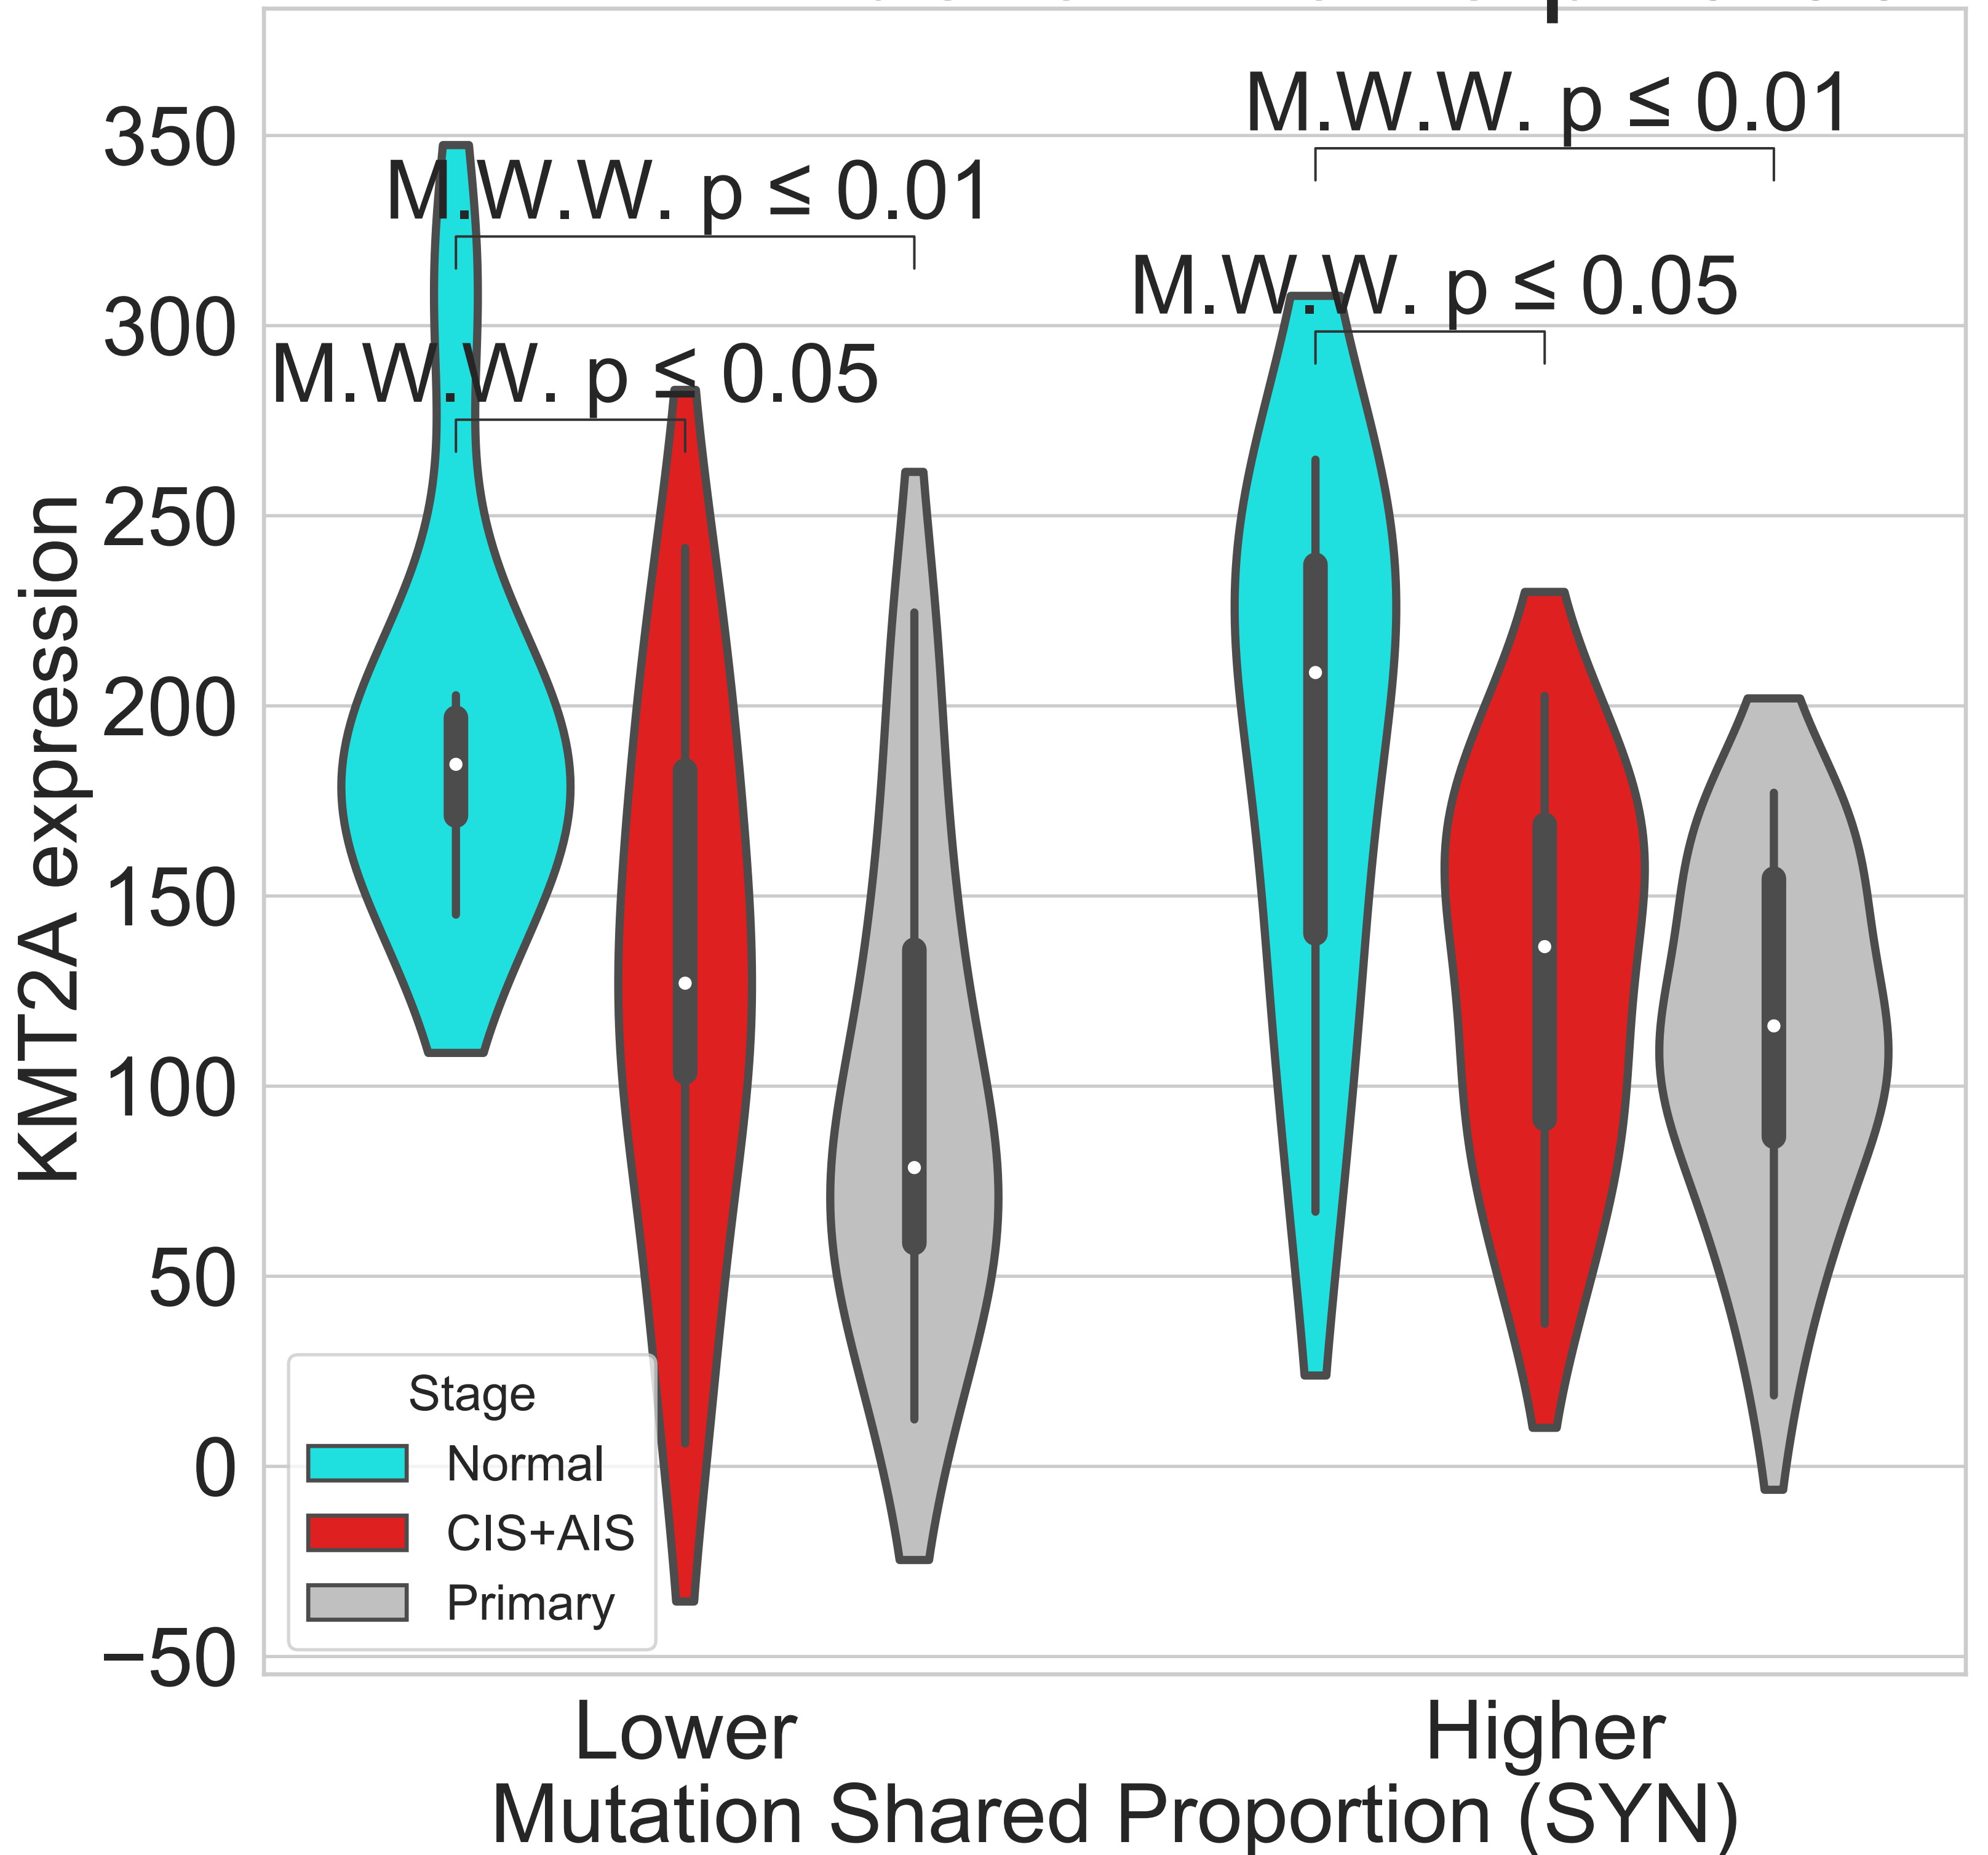 M.W.W. p ≤ 0.01
M.W.W. p ≤ 0.01
M.W.W. p ≤ 0.05
M.W.W. p ≤ 0.05
KMT2A expression
350
300
250
200
150
100
50
0
−50
Stage
Normal
CIS+AIS
Primary
Lower
Higher
Mutation Shared Proportion (SYN)